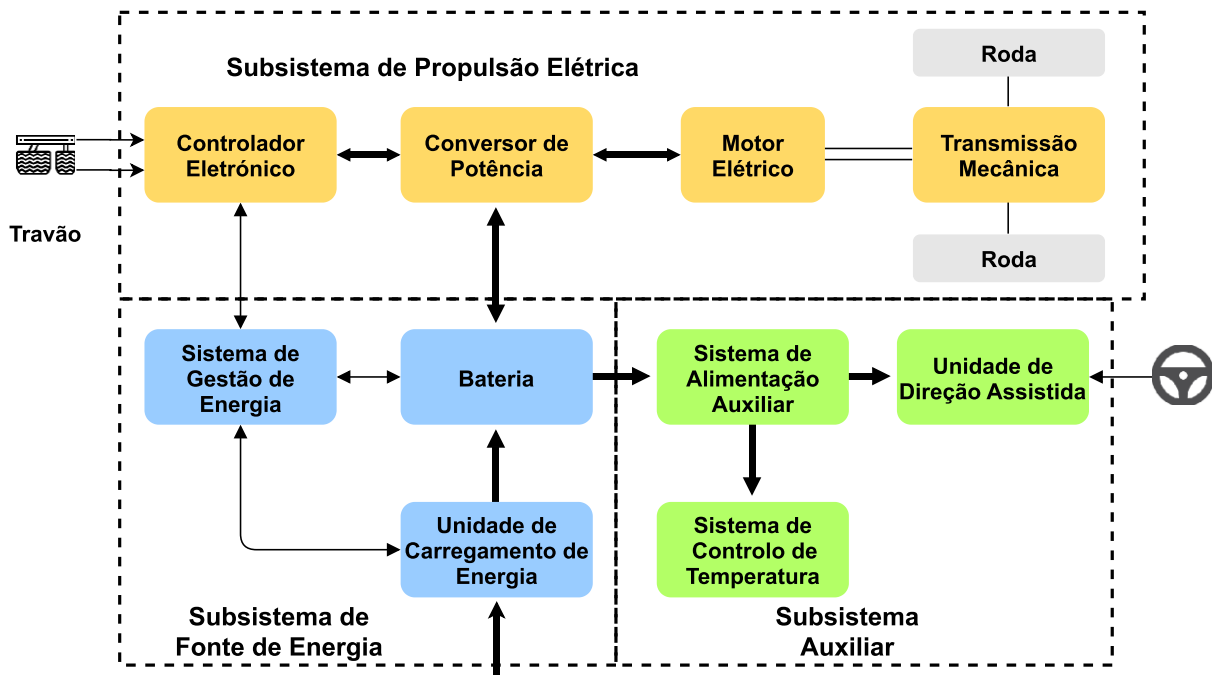 Subsistema de Propulsão Elétrica
Roda
Controlador
Eletrónico
Conversor de
Potência
Motor
Elétrico
Transmissão
Mecânica
Travão
Roda
Sistema de
Gestão de
Energia
Bateria
Sistema de
Alimentação
Auxiliar
Unidade de
Direção Assistida
Unidade de
Carregamento de
Energia
Sistema de
Controlo de
Temperatura
Subsistema de
Fonte de Energia
Subsistema
Auxiliar